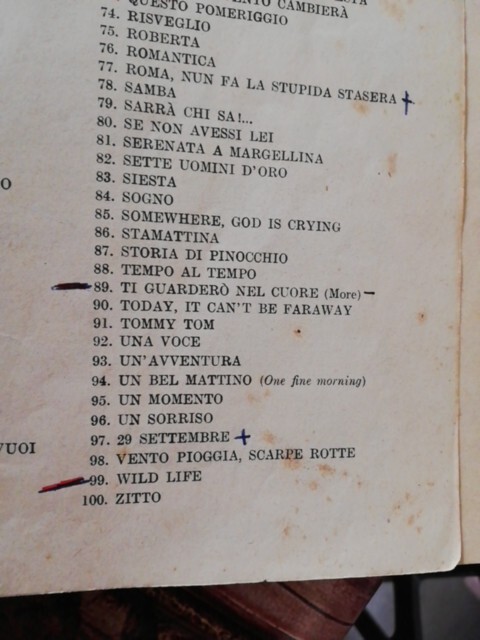 QUESTO POMERIGGIO
74. RISVEGLIO
75. ROBERTA
76. ROMANTICA
77. ROMA, NUN FA LA STUPIDA STASERA +
78. SAMBA
79. SARRÀ CHI SA!...
80. SE NON AVESSI LEI
81. SERENATA A MARGELLINA
82. SETTE UOMINI D'ORO
83. SIESTA
84. SOGNO
85. SOMEWHERE, GOD IS CRYING
86. STAMATTINA
87. STORIA DI PINOCCHIO
88. TEMPO AL TEMPO
89. TI GUARDERÒ NEL CUORE (More) –
90. TODAY, IT CAN'T BE FARAWAY
91. TOMMY TOM
92. UNA VOCE
93. UN'AVVENTURA
94. UN BEL MATTINO (One fine morning)
95. UN MOMENTO
96. UN SORRISO
97. 29 SETTEMBRE +
98. VENTO PIOGGIA, SCARPE ROTTE
99. WILD LIFE
100. ZITTO
O
VUOI